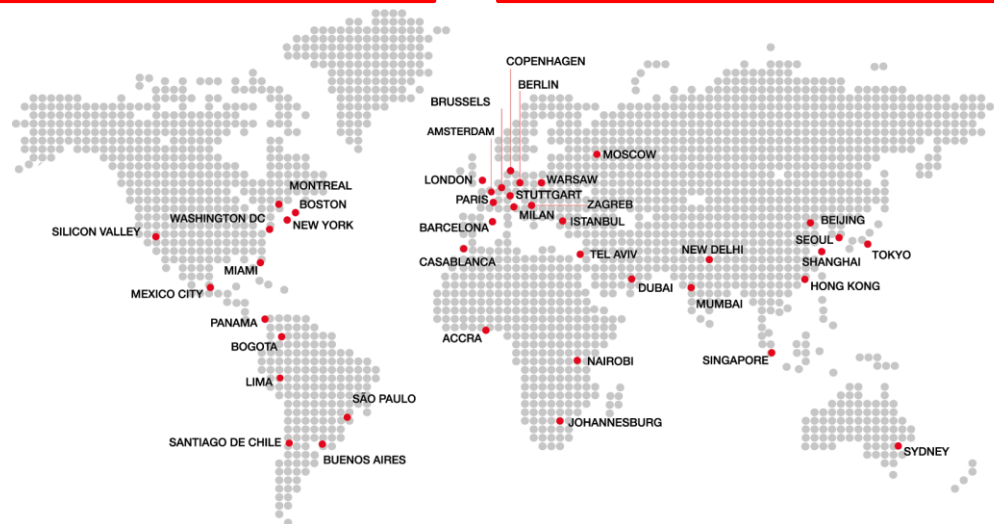 COPENHAGEN
BERLIN
BRUSSELS
AMSTERDAM
MOSCOW
LONDON
WARSAW
MONTREAL
STUTTGART
PARIS
BOSTON
ZAGREB
WASHINGTON DC
MILAN
NEW YORK
ISTANBUL
BEIJING
BARCELONA
SILICON VALLEY
SEOUL
NEW DELHI
TEL AVIV
TOKYO
CASABLANCA
SHANGHAI
MIAMI
HONG KONG
DUBAI
MEXICO CITY
MUMBAI
PANAMA
ACCRA
BOGOTA
SINGAPORE
NAIROBI
LIMA
SÃO PAULO
JOHANNESBURG
SANTIAGO DE CHILE
SYDNEY
BUENOS AIRES